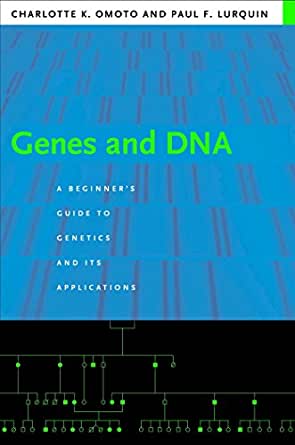 CHARLOTTE K. OMOTO AND PAUL F. LURQUIN
Genes and DNA
A BEGINNER'S
GUIDE TO
GENETICS
AND ITS
APPLICATIONS